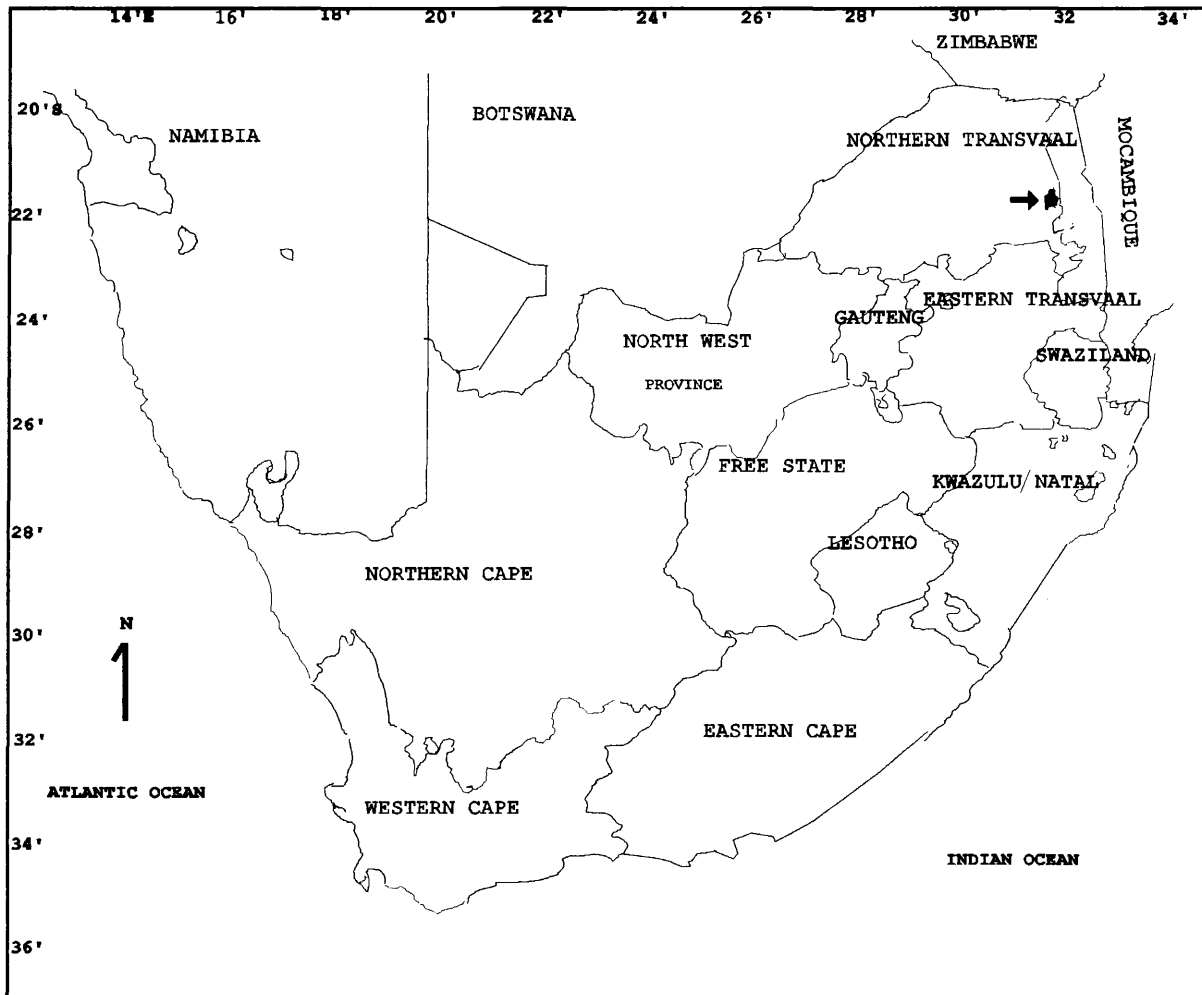 14'E 16' 18' 20' 22' 24' 26' 28' 30' 32 34'
ZIMBABWE
20'S
BOTSWANA
NAMIBIA
NORTHERN TRANSVAAL
MOCAMBIQUE
22'
EASTERN TRANSVAAL
24'
GAUTENG
NORTH WEST
SWAZILAND
PROVINCE
26'
FREE STATE
KWAZULU/NATAL
28'
LESOTHO
NORTHERN CAPE
N
30'
EASTERN CAPE
32'
ATLANTIC OCEAN
WESTERN CAPE
34'
INDIAN OCEAN
36'